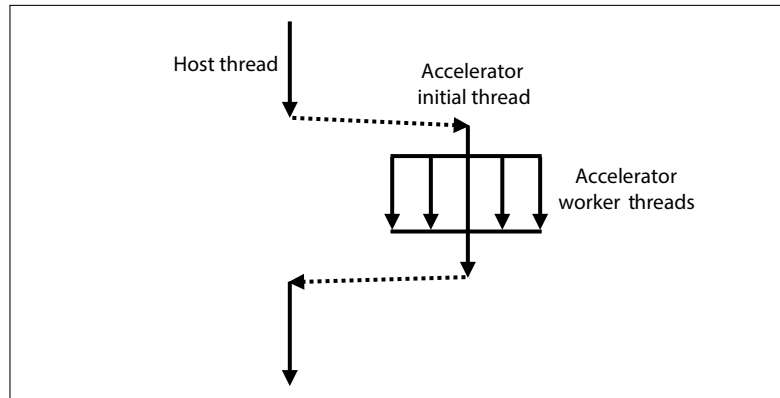 Host thread
Accelerator
initial thread
Accelerator
worker threads